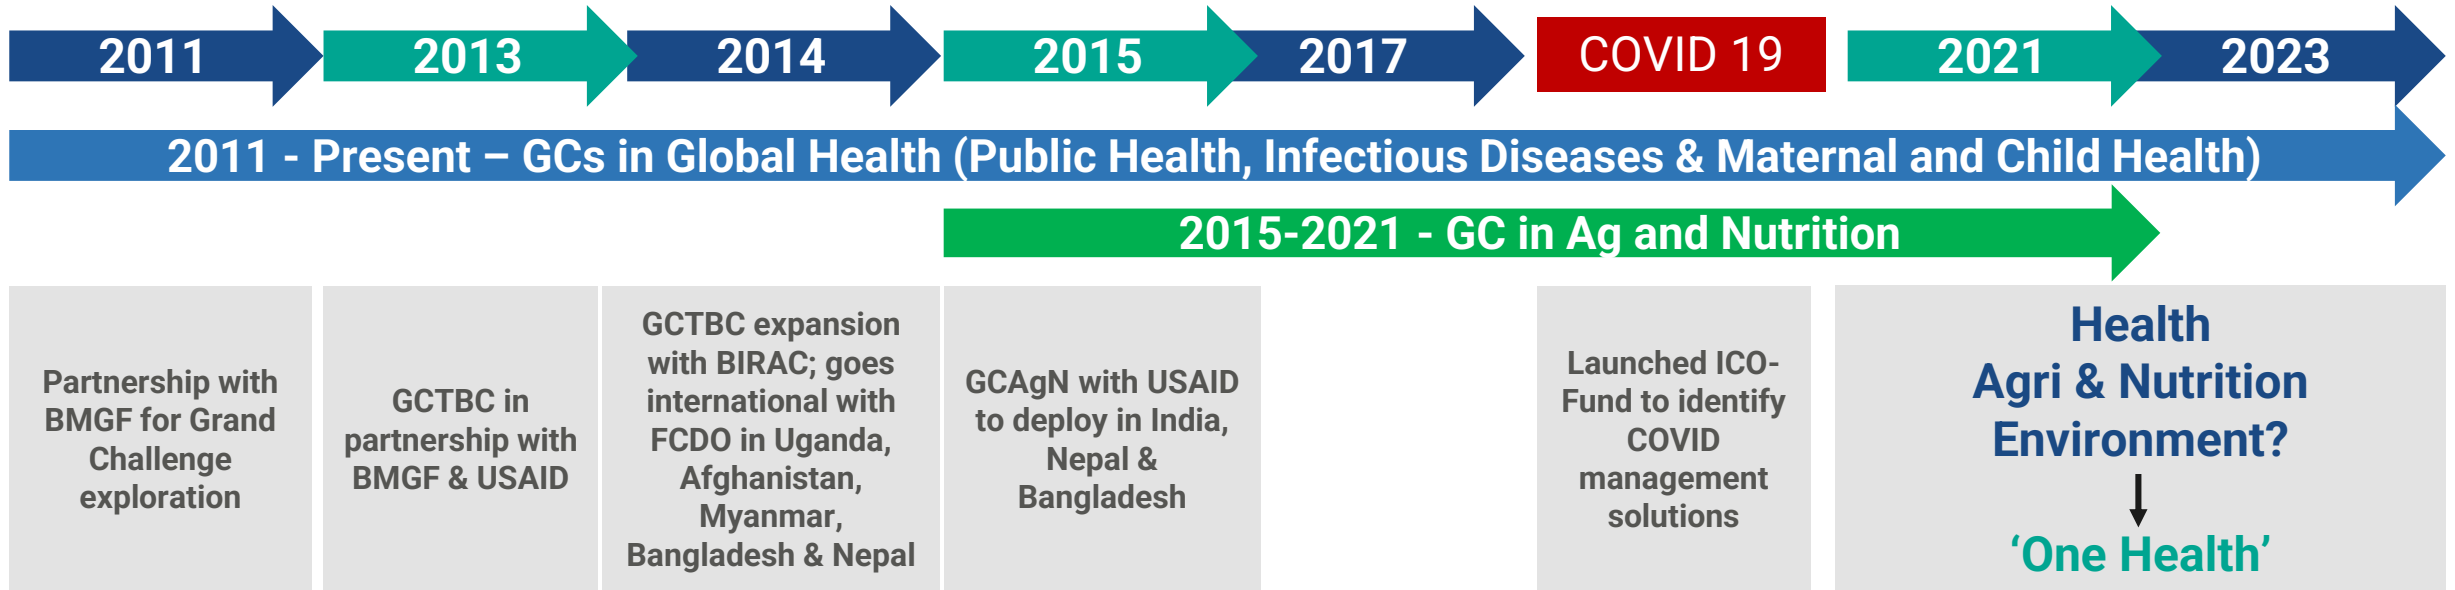 2011
2013
2014
2015
2017
COVID 19
2021
2023
2011 - Present – GCs in Global Health (Public Health, Infectious Diseases & Maternal and Child Health)
2015-2021 - GC in Ag and Nutrition
Partnership with
BMGF for Grand
Challenge
exploration
GCTBC in
partnership with
BMGF & USAID
GCTBC expansion
with BIRAC; goes
international with
FCDO in Uganda,
Afghanistan,
Myanmar,
Bangladesh & Nepal
GCAgN with USAID
to deploy in India,
Nepal &
Bangladesh
Launched ICO-
Fund to identify
COVID
management
solutions
Health
Agri & Nutrition
Environment?
‘One Health’